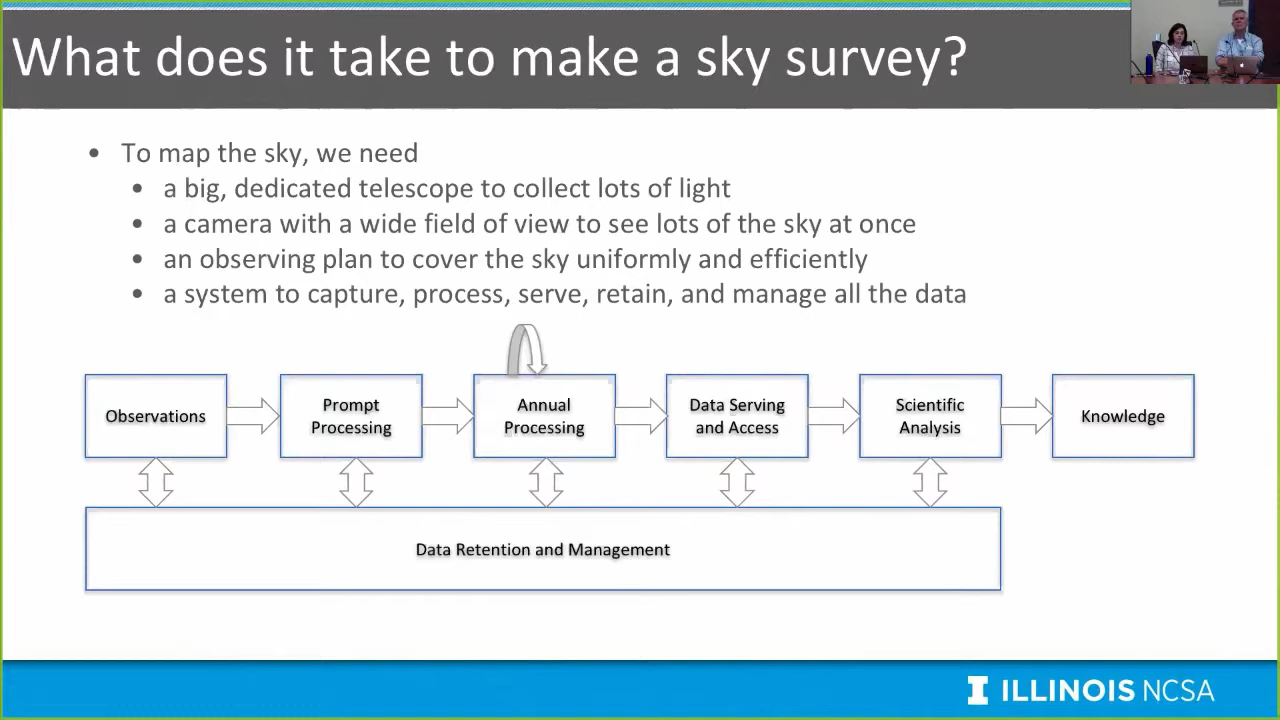 What does it take to make a sky survey?
• To map the sky, we need
• a big, dedicated telescope to collect lots of light
• a camera with a wide field of view to see lots of the sky at once
• an observing plan to cover the sky uniformly and efficiently
• a system to capture, process, serve, retain, and manage all the data
Observations
Prompt
Processing
Annual
Processing
Data Serving
and Access
Scientific
Analysis
Knowledge
Data Retention and Management
I ILLINOIS NCSA